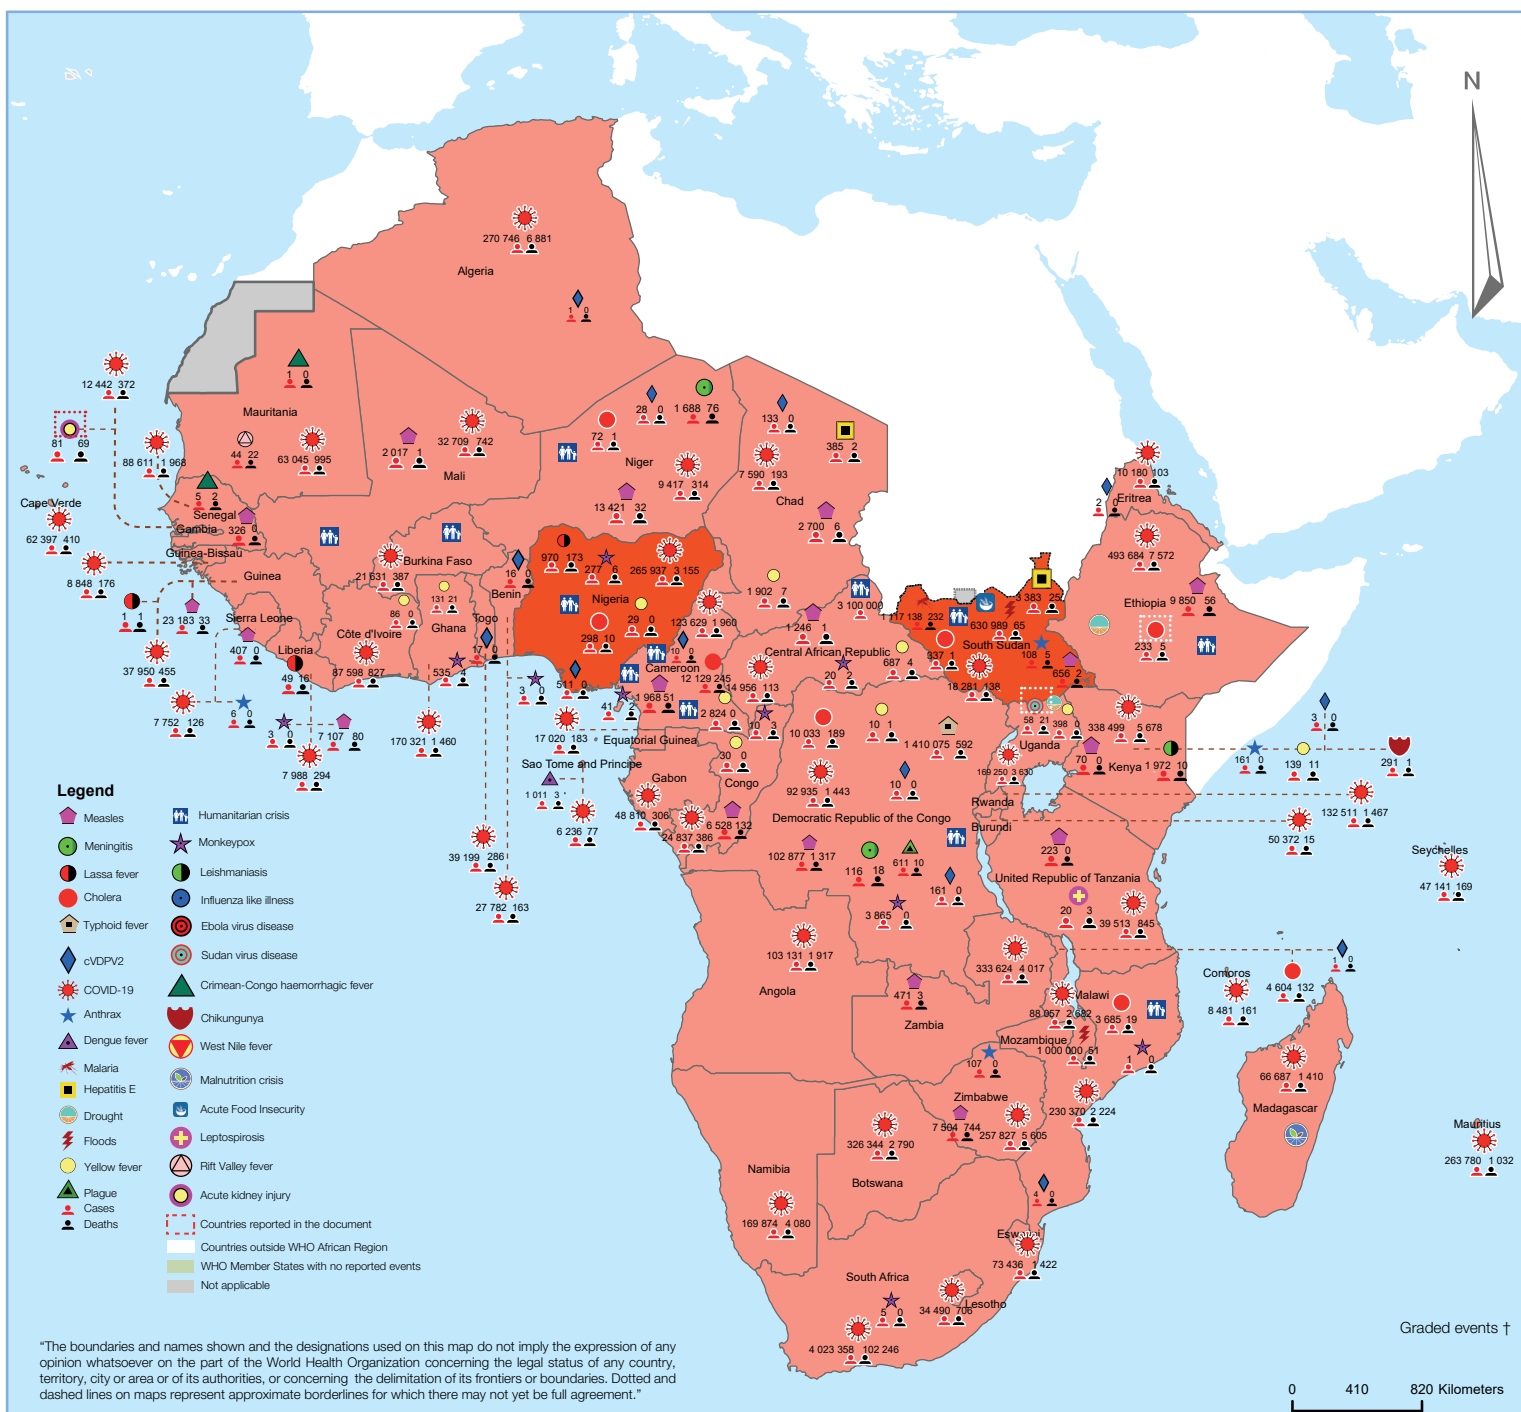 N
270 746 6 881
Algeria
1 0
12 442 372
1 0
Mauritania
81 69
88 611 1 968
44 22
63 045 995
2 017 1
32 709 742
Mali
28 0
1 688 76
72 1
Niger
9 417 314
13 421 32
133 0
385 2
7 590 193
Chad
2 700 6
10 180 103
2 0
Eritrea
5 2
Senegal
326 0
Gambia
Cape Verde
62 397 410
Guinea-Bissau
8 848 176
Guinea
1 1
23 183 33
Sierra Leone
407 0
37 950 455
Liberia
49 16
7 752 126
6 0
3 0
7 107 80
7 988 294
21 631 387
Burkina Faso
86 0
131 21
Ghana
Togo
Benin
16 0
17 0
Côte d'Ivoire
87 598 827
535 4
170 321 1 460
970 173
277 6
265 937 3 155
Nigeria
29 0
298 10
511 0
3 0
123 629 1 960
10 0
Cameroon
12 129 245
1 968 51
41 2
2 824 0
14 956 113
10 3
17 020 183
Equatorial Guinea
Sao Tome and Principe
1 011 3
6 236 77
39 199 286
27 782 163
1 902 7
3 100 000
1 246 1
Central African Republic
20 2
687 4
1 117 138 232
3 383 25
630 989 65
South Sudan
337 1
108 5
656 2
18 281 138
493 684 7 572
Ethiopia
9 850 56
233 5
58 21
398 0
Uganda
169 250 3 630
338 499 5 678
70 0
Kenya
1 972 10
161 0
139 11
3 0
291 1
30 0
Gabon
Congo
48 810 306
24 837 386
6 528 132
10 033 189
10 1
1 410 075 592
92 935 1 443
10 0
Democratic Republic of the Congo
102 877 1 317
116 18
611 10
161 0
3 865 0
Rwanda
132 511 1 467
Burundi
50 372 15
223 0
United Republic of Tanzania
20 3
39 513 845
Seychelles
47 141 169
103 131 1 917
Angola
333 624 4 017
471 3
Zambia
Malawi
88 057 2 682
3 685 19
Mozambique
1 000 000 51
1 0
230 370 2 224
4 0
Comoros
8 481 161
4 604 132
1 0
66 687 1 410
Madagascar
Mauritius
263 780 1 032
107 0
Zimbabwe
7 504 744
257 827 5 605
326 344 2 790
Botswana
Namibia
169 874 4 080
73 436 1 422
South Africa
5 0
34 490 706
Lesotho
4 023 358 102 246
Legend
Measles
Meningitis
Lassa fever
Cholera
Typhoid fever
cVDPV2
COVID-19
Anthrax
Dengue fever
Malaria
Hepatitis E
Drought
Floods
Yellow fever
Plague
Cases
Deaths
Humanitarian crisis
Monkeypox
Leishmaniasis
Influenza like illness
Ebola virus disease
Sudan virus disease
Crimean-Congo haemorrhagic fever
Chikungunya
West Nile fever
Malnutrition crisis
Acute Food Insecurity
Leptospirosis
Rift Valley fever
Acute kidney injury
Countries reported in the document
Countries outside WHO African Region
WHO Member States with no reported events
Not applicable
Graded events †
0 410 820 Kilometers
“The boundaries and names shown and the designations used on this map do not imply the expression of any
opinion whatsoever on the part of the World Health Organization concerning the legal status of any country,
territory, city or area or of its authorities, or concerning the delimitation of its frontiers or boundaries. Dotted and
dashed lines on maps represent approximate borderlines for which there may not yet be full agreement.”